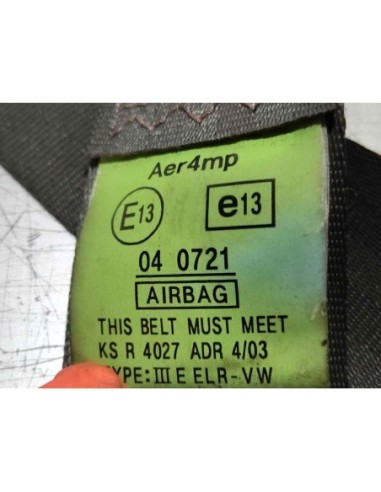 Aer4mp
E13 e13
04 0721
AIRBAG
THIS BELT MUST MEET
KS R 4027 ADR 4/03
TYPE: III E ELR-VW